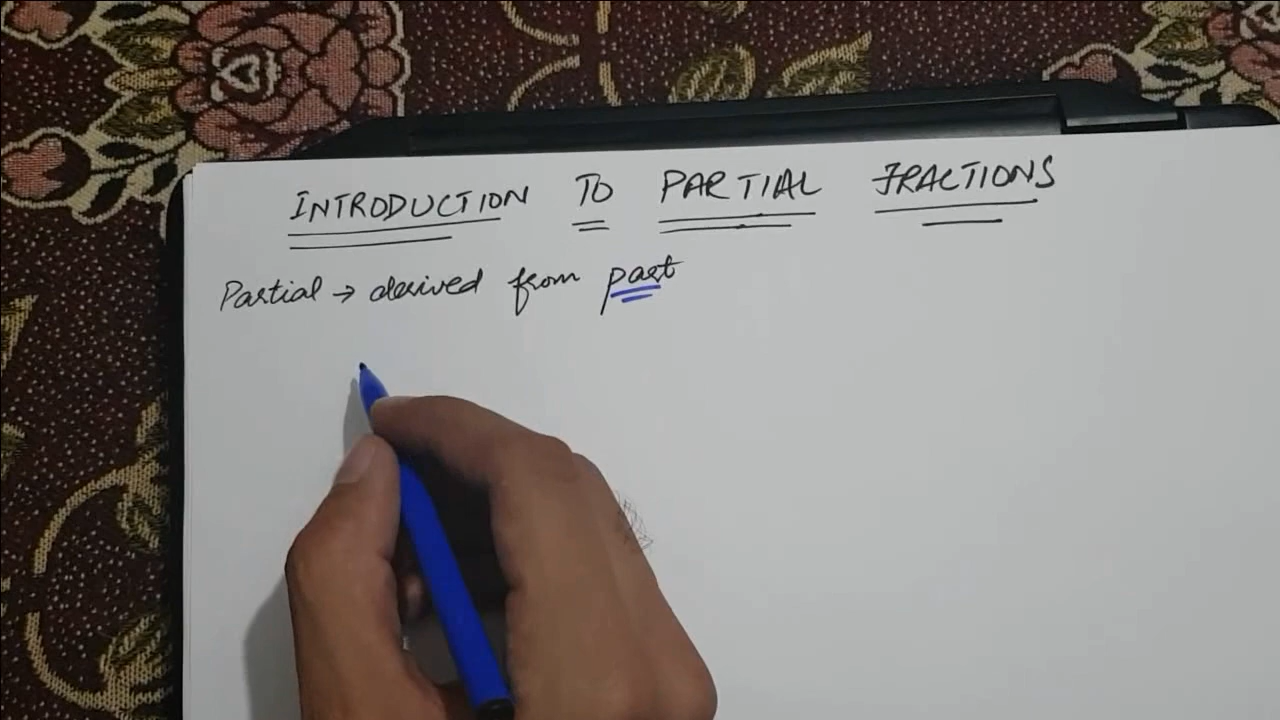 INTRODUCTION TO PARTIAL FRACTIONS
Partial → derived from part